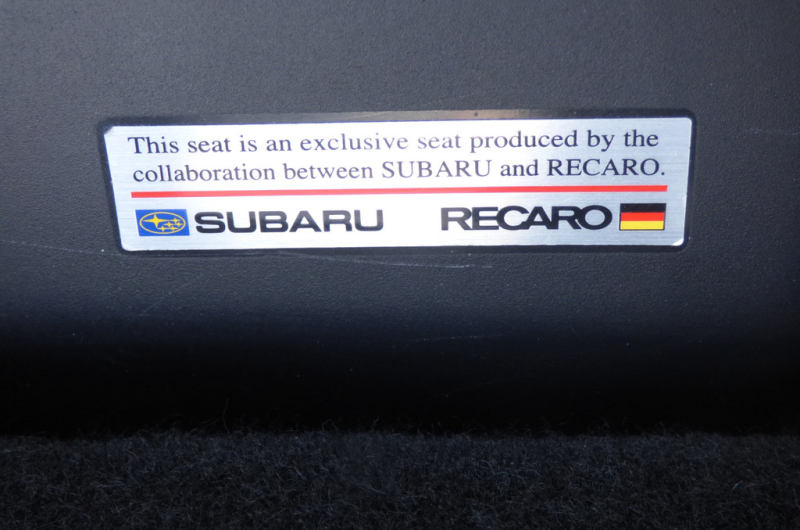 This seat is an exclusive seat produced by the
collaboration between SUBARU and RECARO.
SUBARU RECARO